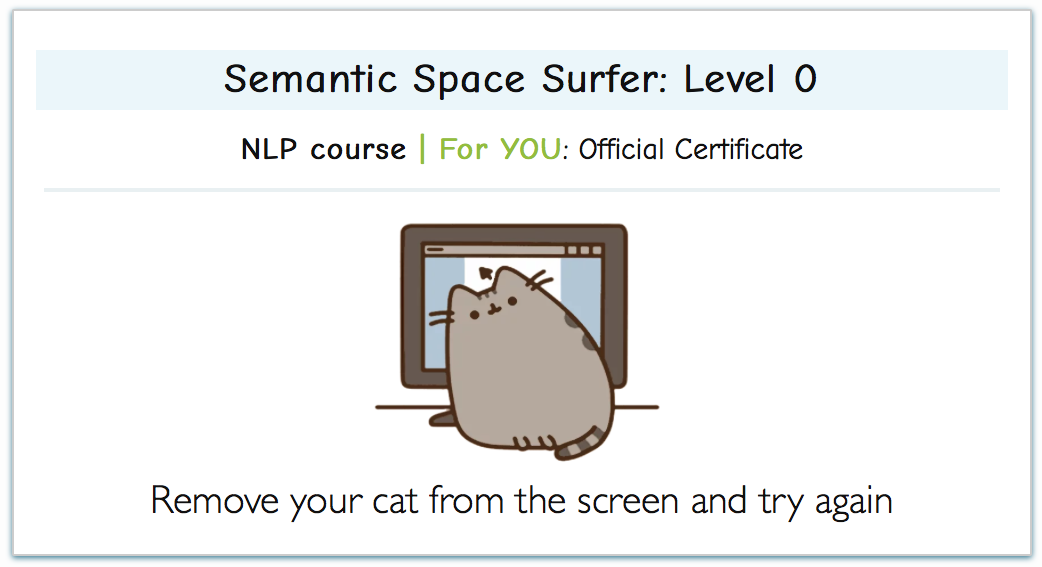 Semantic Space Surfer: Level 0
NLP course | For YOU: Official Certificate
Remove your cat from the screen and try again